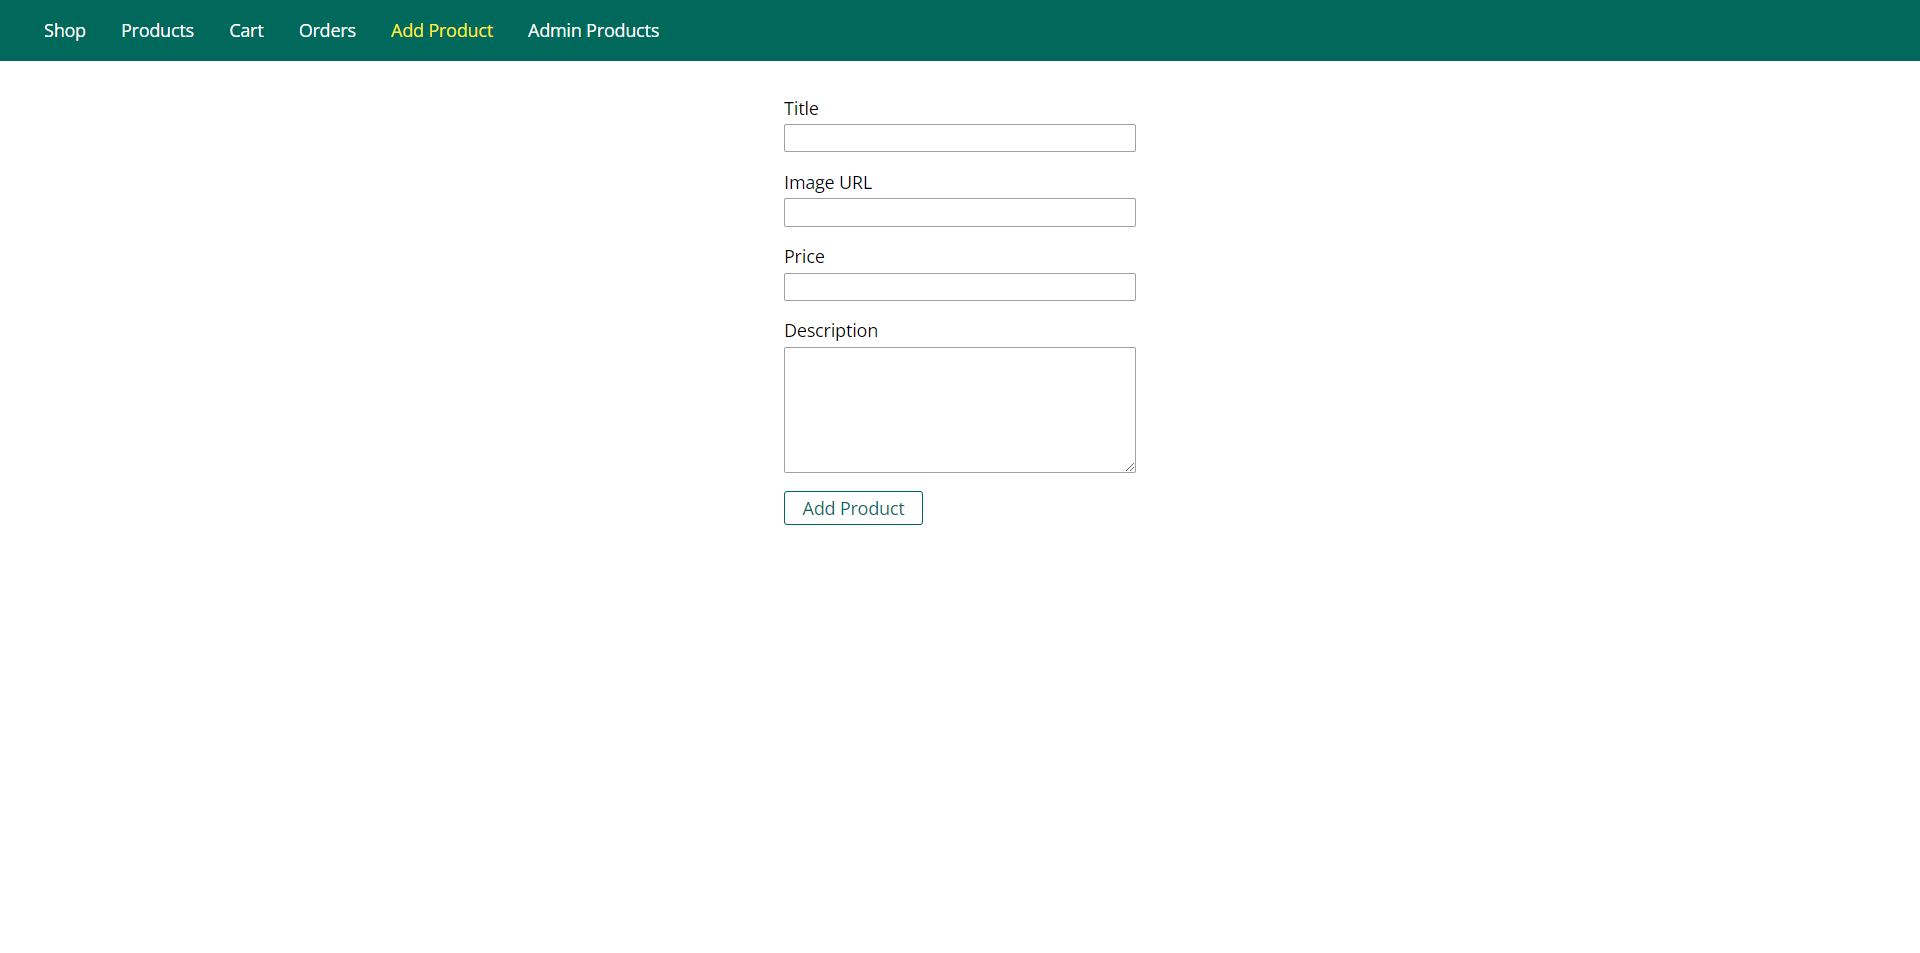 Shop Products Cart Orders Add Product Admin Products
Title
Image URL
Price
Description
Add Product